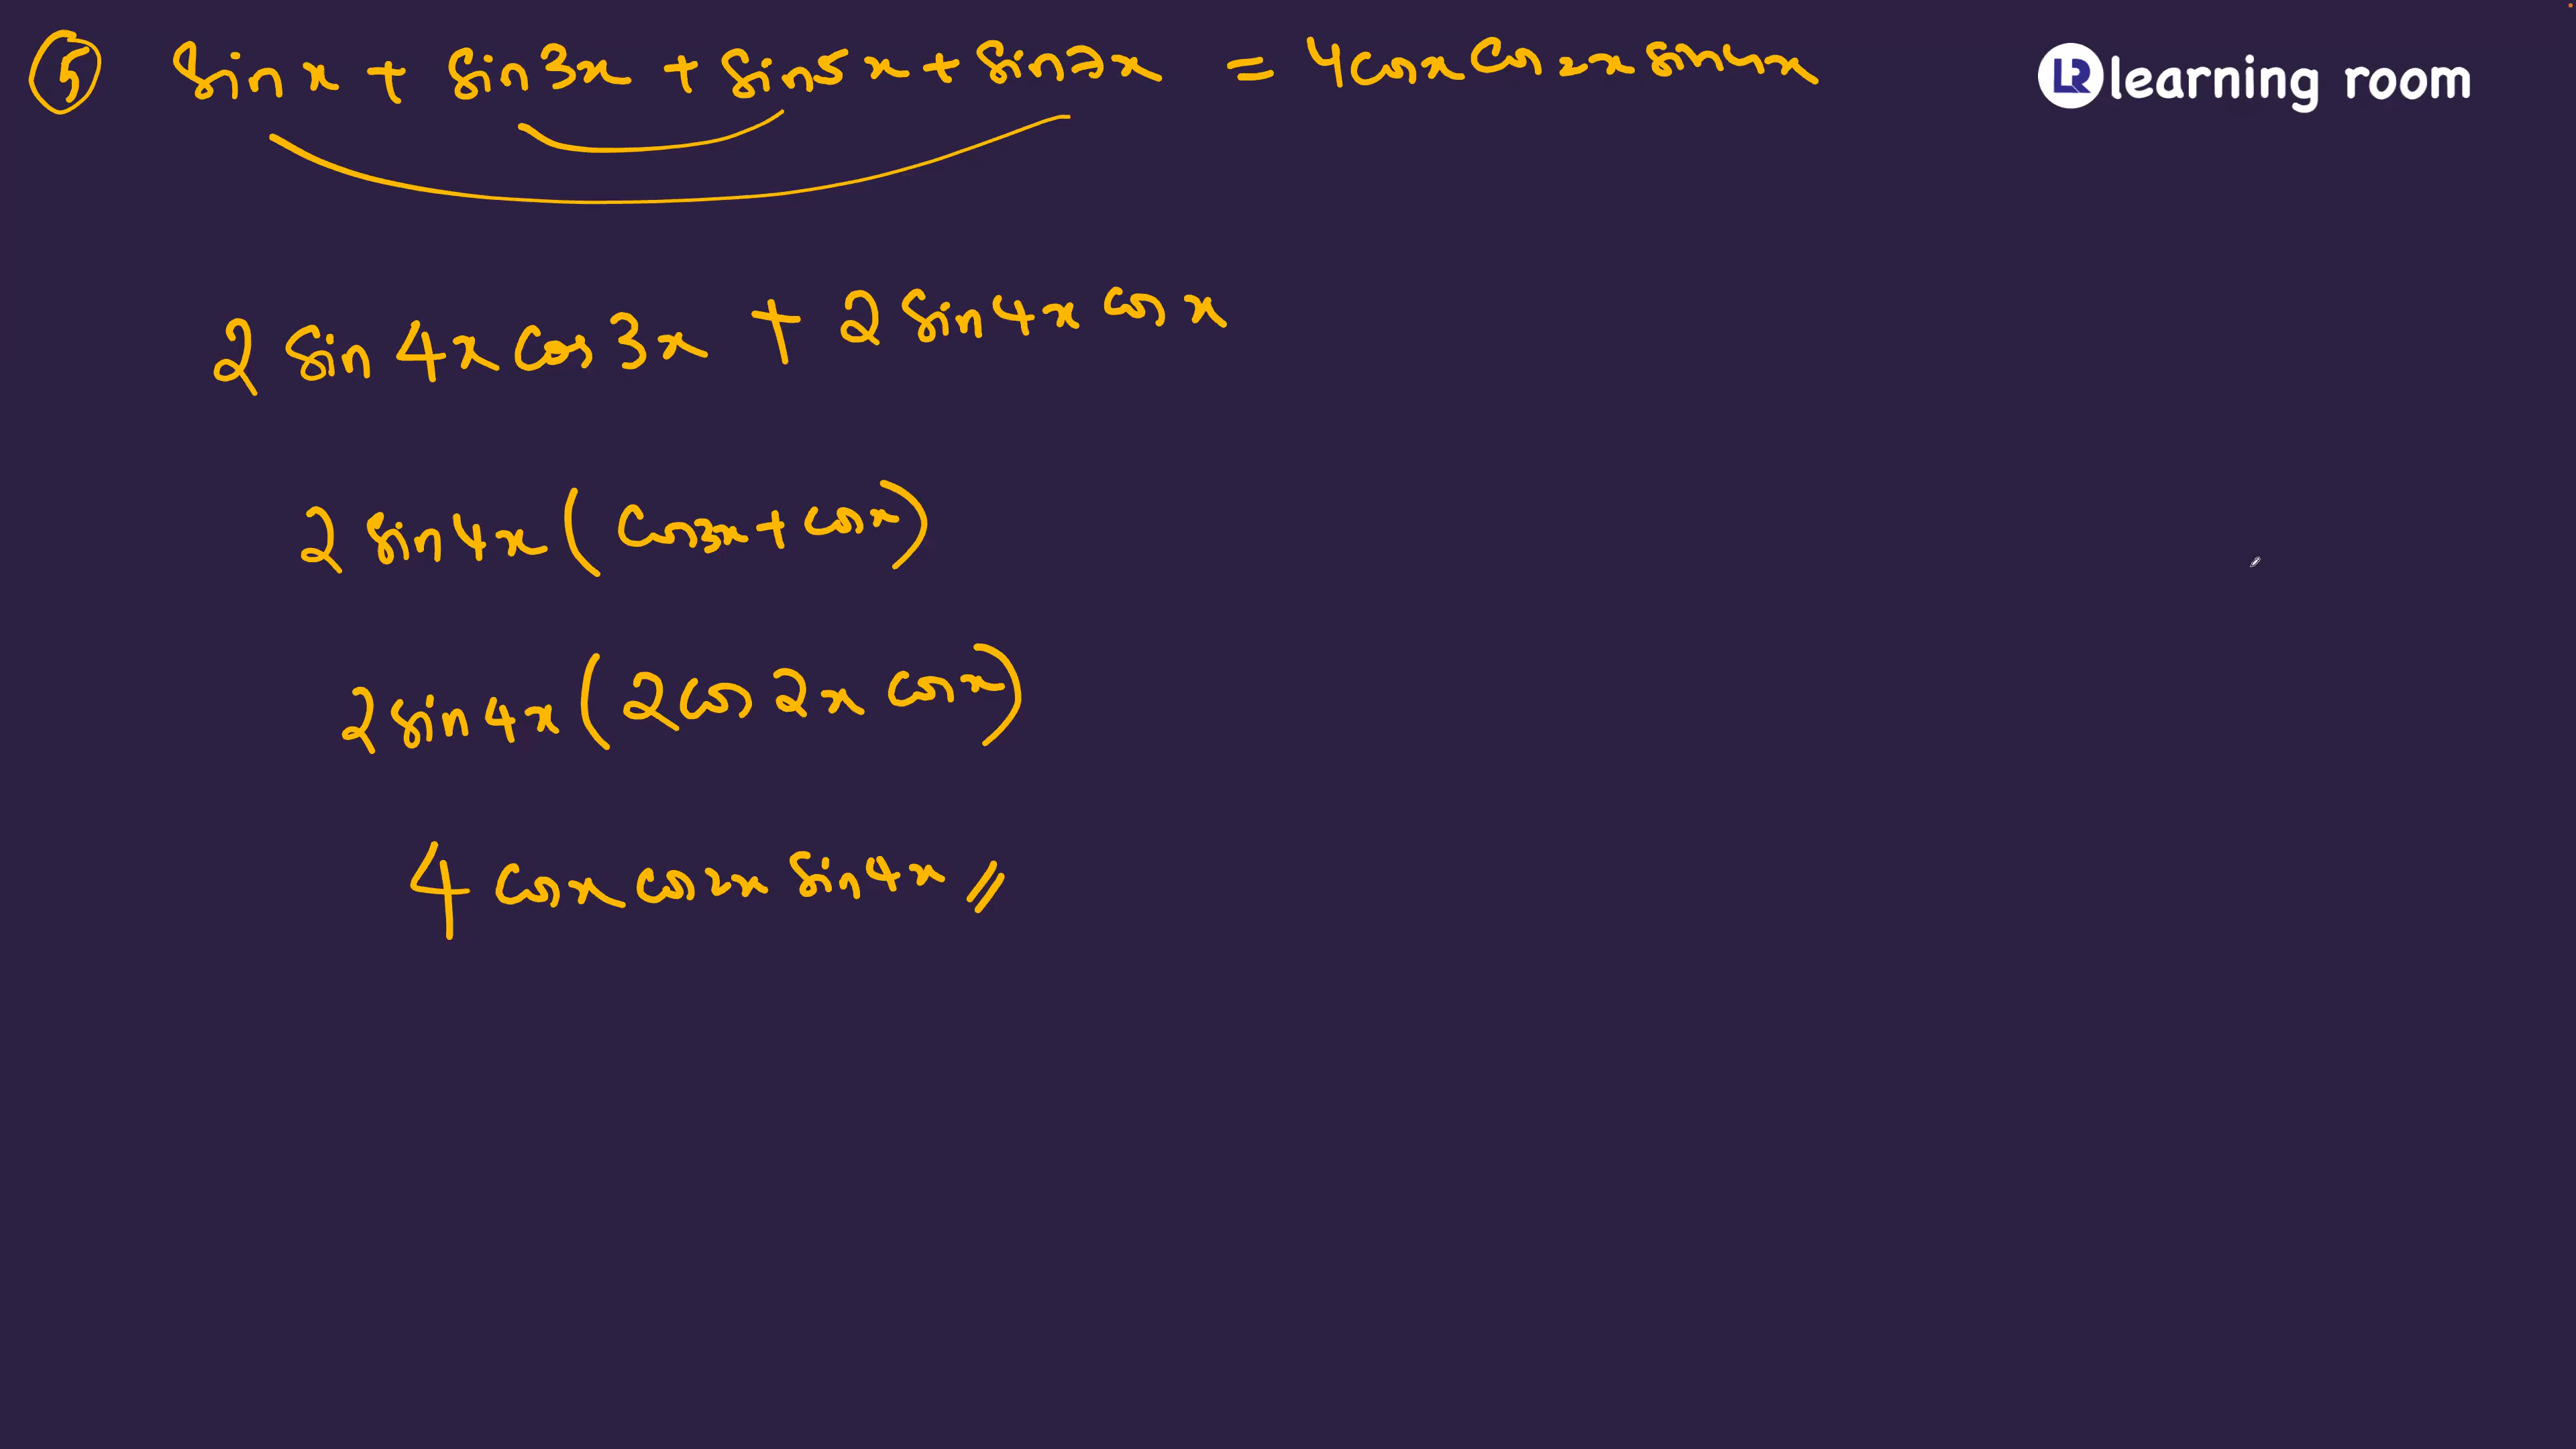 ⑤ sin x + sin 3x + sin 5x + sin 7x = 4 cos x cos 2x sin 4x
LR learning room
2 sin 4x cos 3x + 2 sin 4x cos x
2 sin 4x (cos 3x + cos x)
2 sin 4x (2 cos 2x cos x)
4 cos x cos 2x sin 4x //